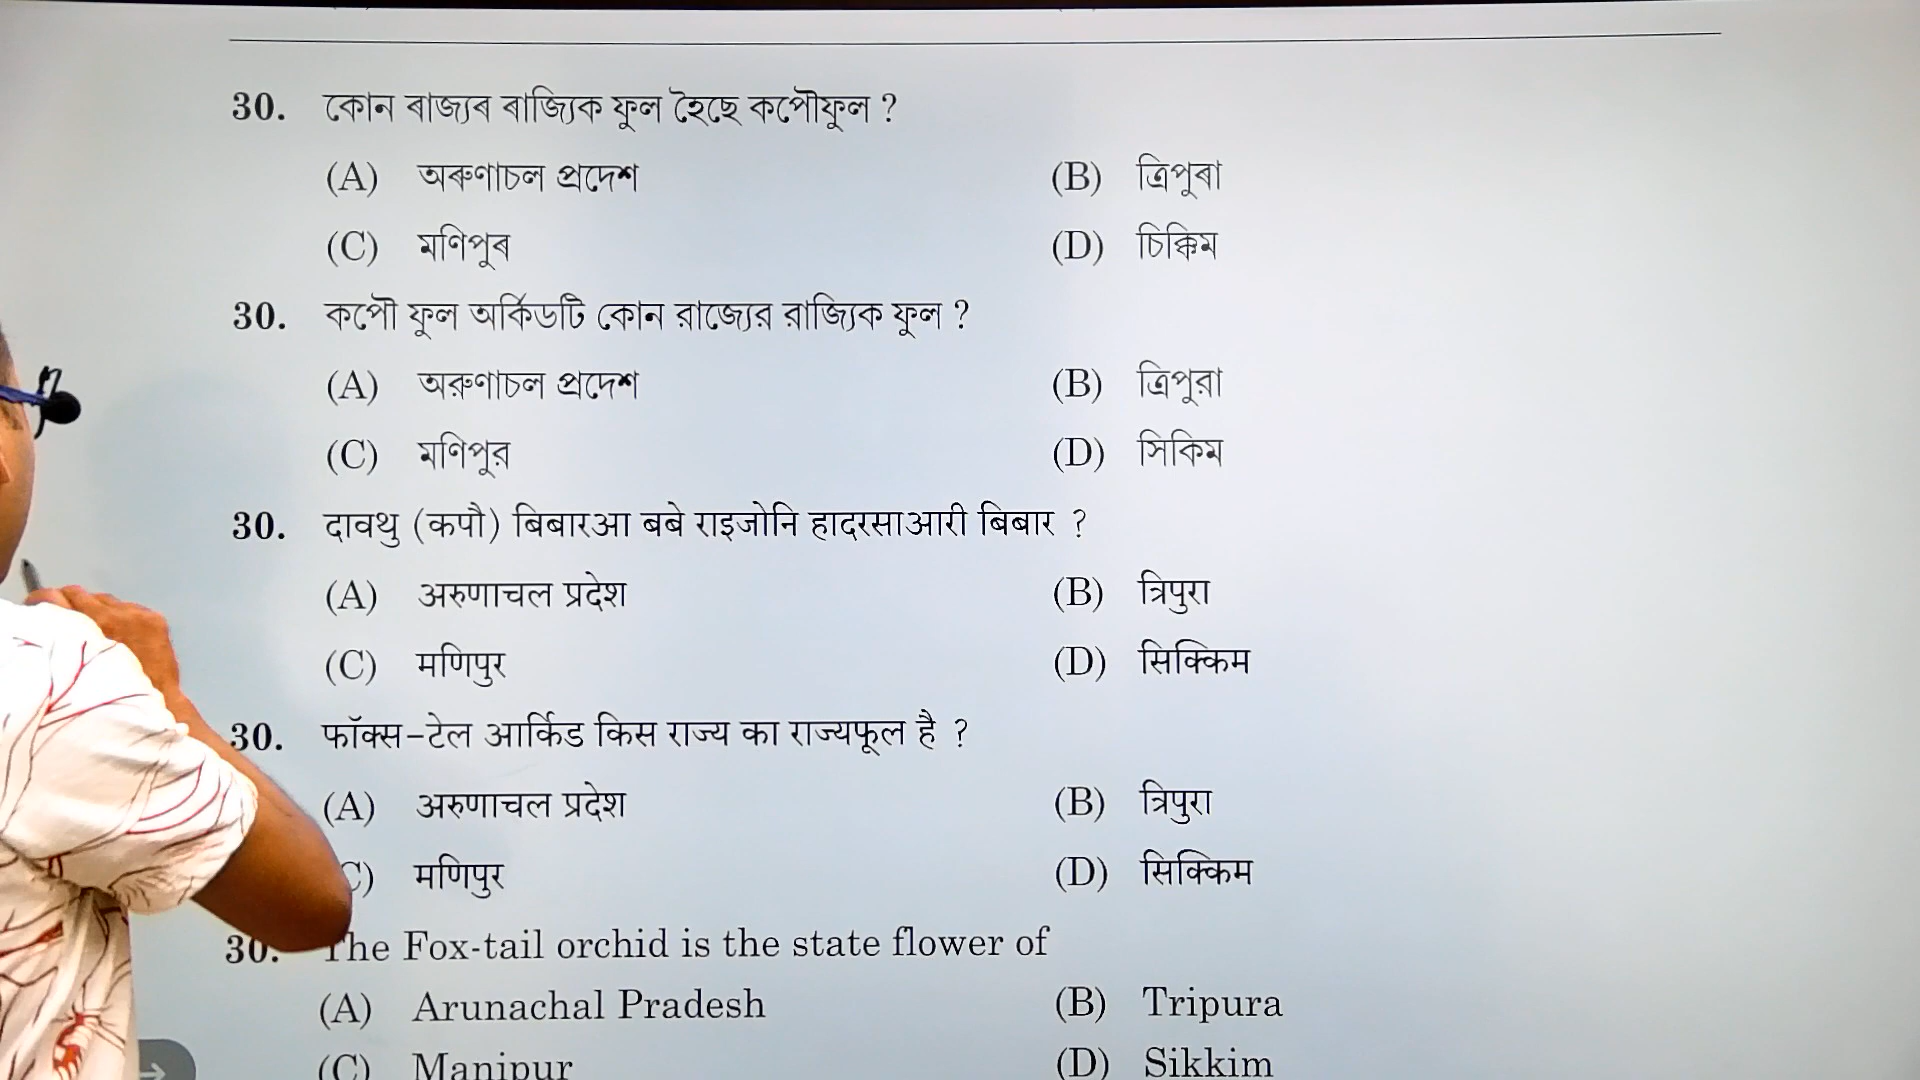 30. কোন ৰাজ্যৰ ৰাজ্যিক ফুল হৈছে কপৌফুল ?
(A) অৰুণাচল প্ৰদেশ (B) ত্ৰিপুৰা
(C) মণিপুৰ (D) চিক্কিম
30. কপৌ ফুল অর্কিডটি কোন রাজ্যের রাজ্যিক ফুল ?
(A) অরুণাচল প্রদেশ (B) ত্রিপুরা
(C) মণিপুর (D) সিকিম
30. दावथु (कपौ) बिबारआ बबे राइजोनि हादरसाआरी बिबार ?
(A) अरुणाचल प्रदेश (B) त्रिपुरा
(C) मणिपुर (D) सिक्किम
30. फॉक्स-टेल आर्किड किस राज्य का राज्यफूल है ?
(A) अरुणाचल प्रदेश (B) त्रिपुरा
C) मणिपुर (D) सिक्किम
30. The Fox-tail orchid is the state flower of
(A) Arunachal Pradesh (B) Tripura
(C) Manipur (D) Sikkim